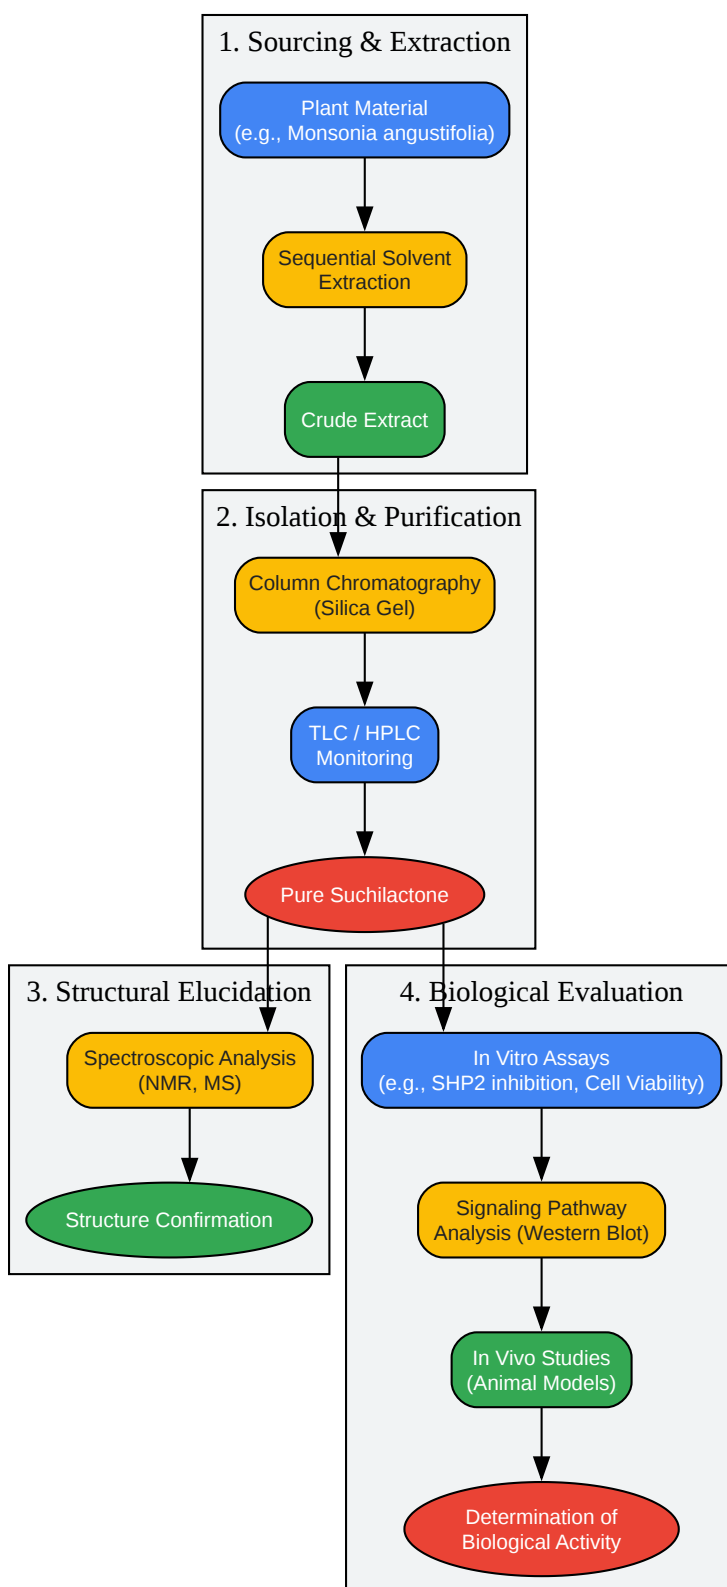 1. Sourcing & Extraction
Plant Material
(e.g., Monsonia angustifolia)
Sequential Solvent
Extraction
Crude Extract
2. Isolation & Purification
Column Chromatography
(Silica Gel)
TLC / HPLC
Monitoring
Pure Suchilactone
3. Structural Elucidation
Spectroscopic Analysis
(NMR, MS)
Structure Confirmation
4. Biological Evaluation
In Vitro Assays
(e.g., SHP2 inhibition, Cell Viability)
Signaling Pathway
Analysis (Western Blot)
In Vivo Studies
(Animal Models)
Determination of
Biological Activity